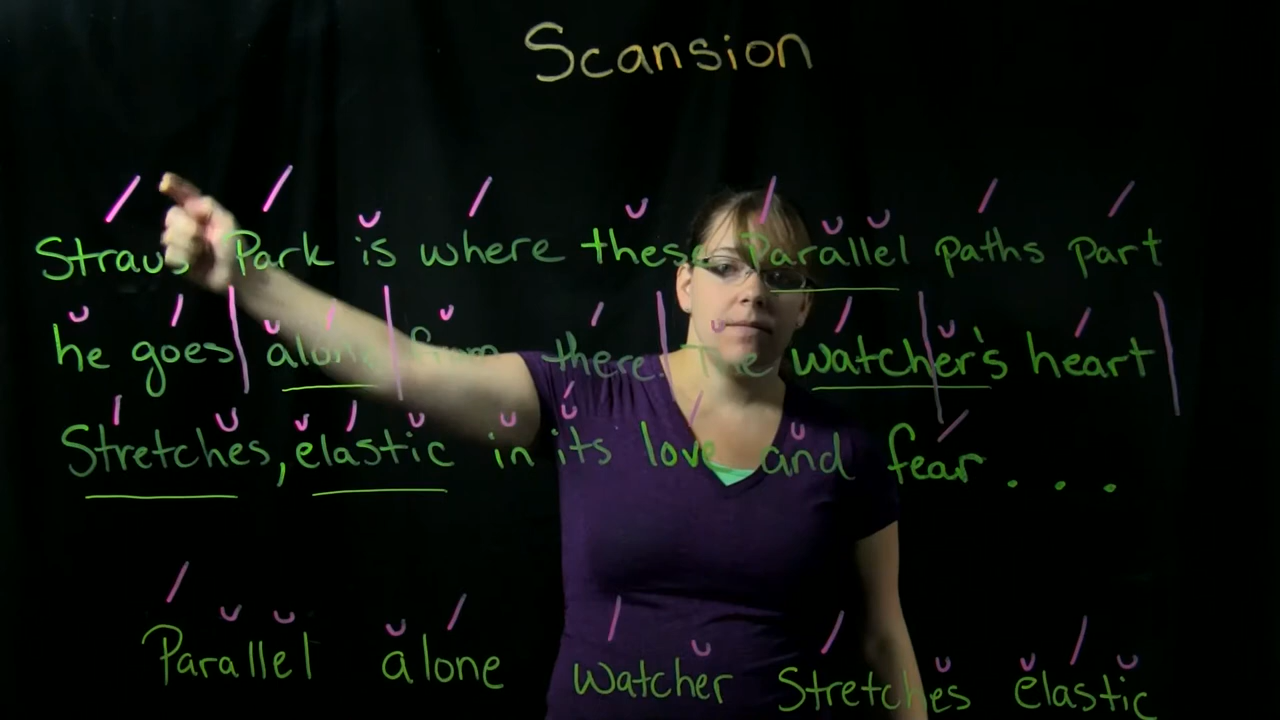 Scansion
Straus Park is where these parallel paths part
he goes alone from there. The watcher's heart
Stretches, elastic in its love and fear . . .
Parallel alone watcher Stretches elastic